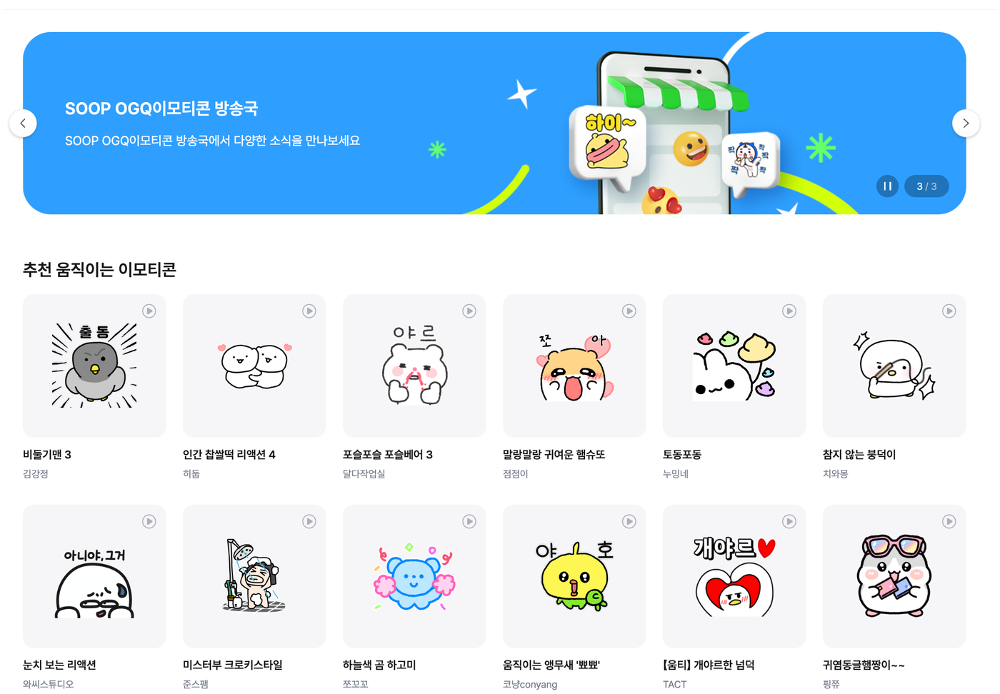 SOOP OGQ이모티콘 방송국
SOOP OGQ이모티콘 방송국에서 다양한 소식을 만나보세요
하이~
짝 짝
짝
짝 짝
3 / 3
추천 움직이는 이모티콘
출동
야르
쪼 아
비둘기맨 3
인간 찹쌀떡 리액션 4
포슬포슬 포슬베어 3
말랑말랑 귀여운 햄슈또
토동포동
참지 않는 붕덕이
김강정
히둡
달다작업실
점점이
누밍네
치와몽
아니야,그거
야 호
개야르
눈치 보는 리액션
미스터부 크로키스타일
하늘색 곰 하고미
움직이는 앵무새 '뾰뾰'
【움티】 개야르한 넘덕
귀염동글햄짱이~~
와씨스튜디오
준스팸
쪼꼬꼬
코냥conyang
TACT
핑쮸